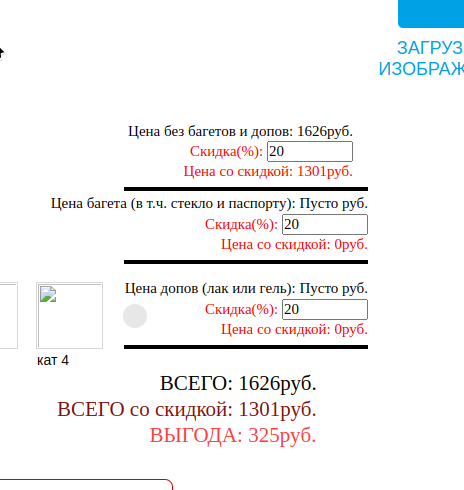 ЗАГРУЗ
ИЗОБРАЖ
Цена без багетов и допов: 1626руб.
Скидка(%): 20
Цена со скидкой: 1301руб.
Цена багета (в т.ч. стекло и паспорту): Пусто руб.
Скидка(%): 20
Цена со скидкой: 0руб.
Цена допов (лак или гель): Пусто руб.
Скидка(%): 20
Цена со скидкой: 0руб.
кат 4
ВСЕГО: 1626руб.
ВСЕГО со скидкой: 1301руб.
ВЫГОДА: 325руб.